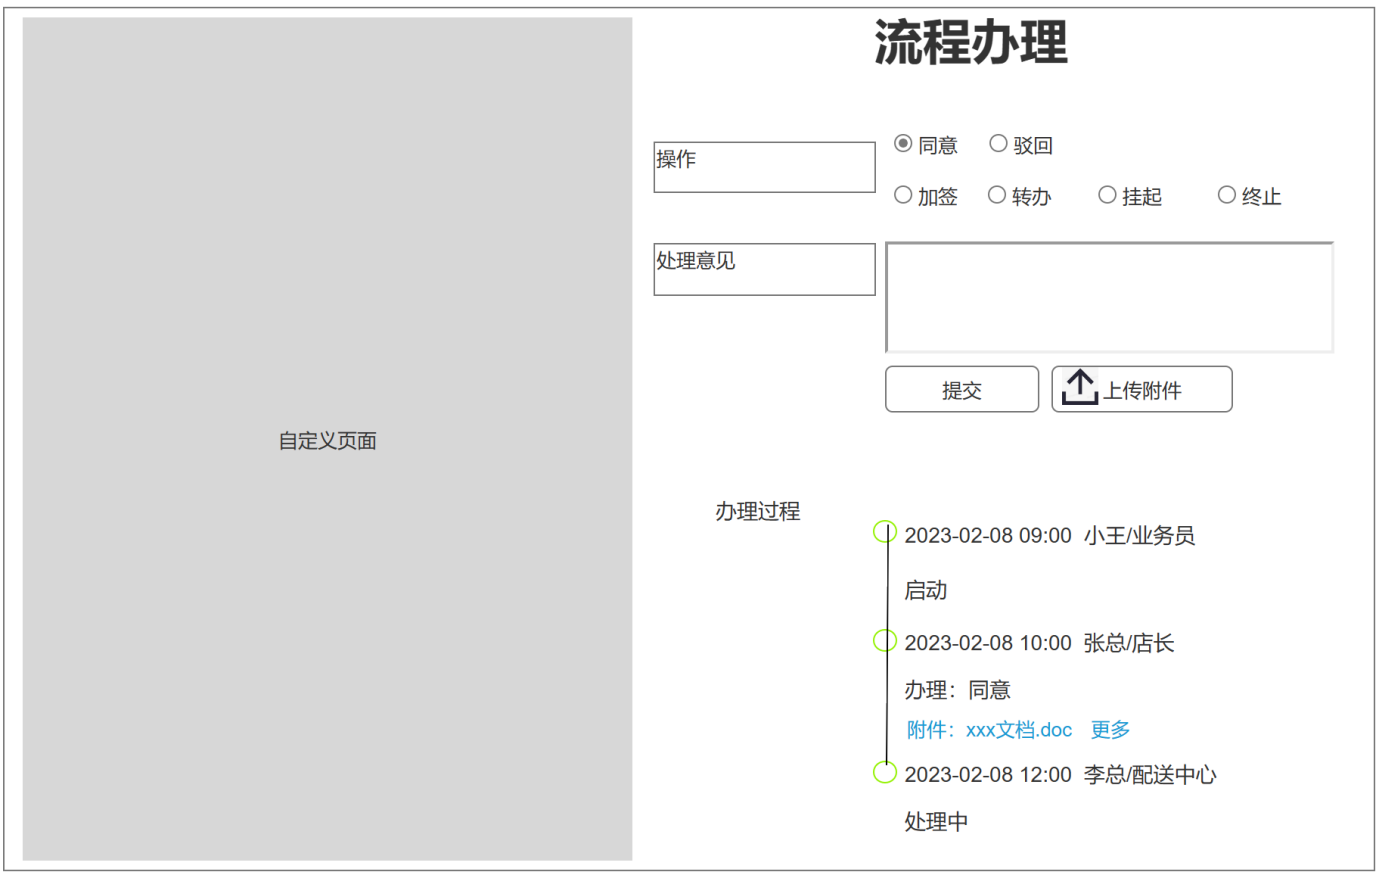 流程办理
操作
同意 驳回
加签 转办 挂起 终止
处理意见
提交 上传附件
自定义页面
办理过程
2023-02-08 09:00 小王/业务员
启动
2023-02-08 10:00 张总/店长
办理：同意
附件：xxx文档.doc 更多
2023-02-08 12:00 李总/配送中心
处理中